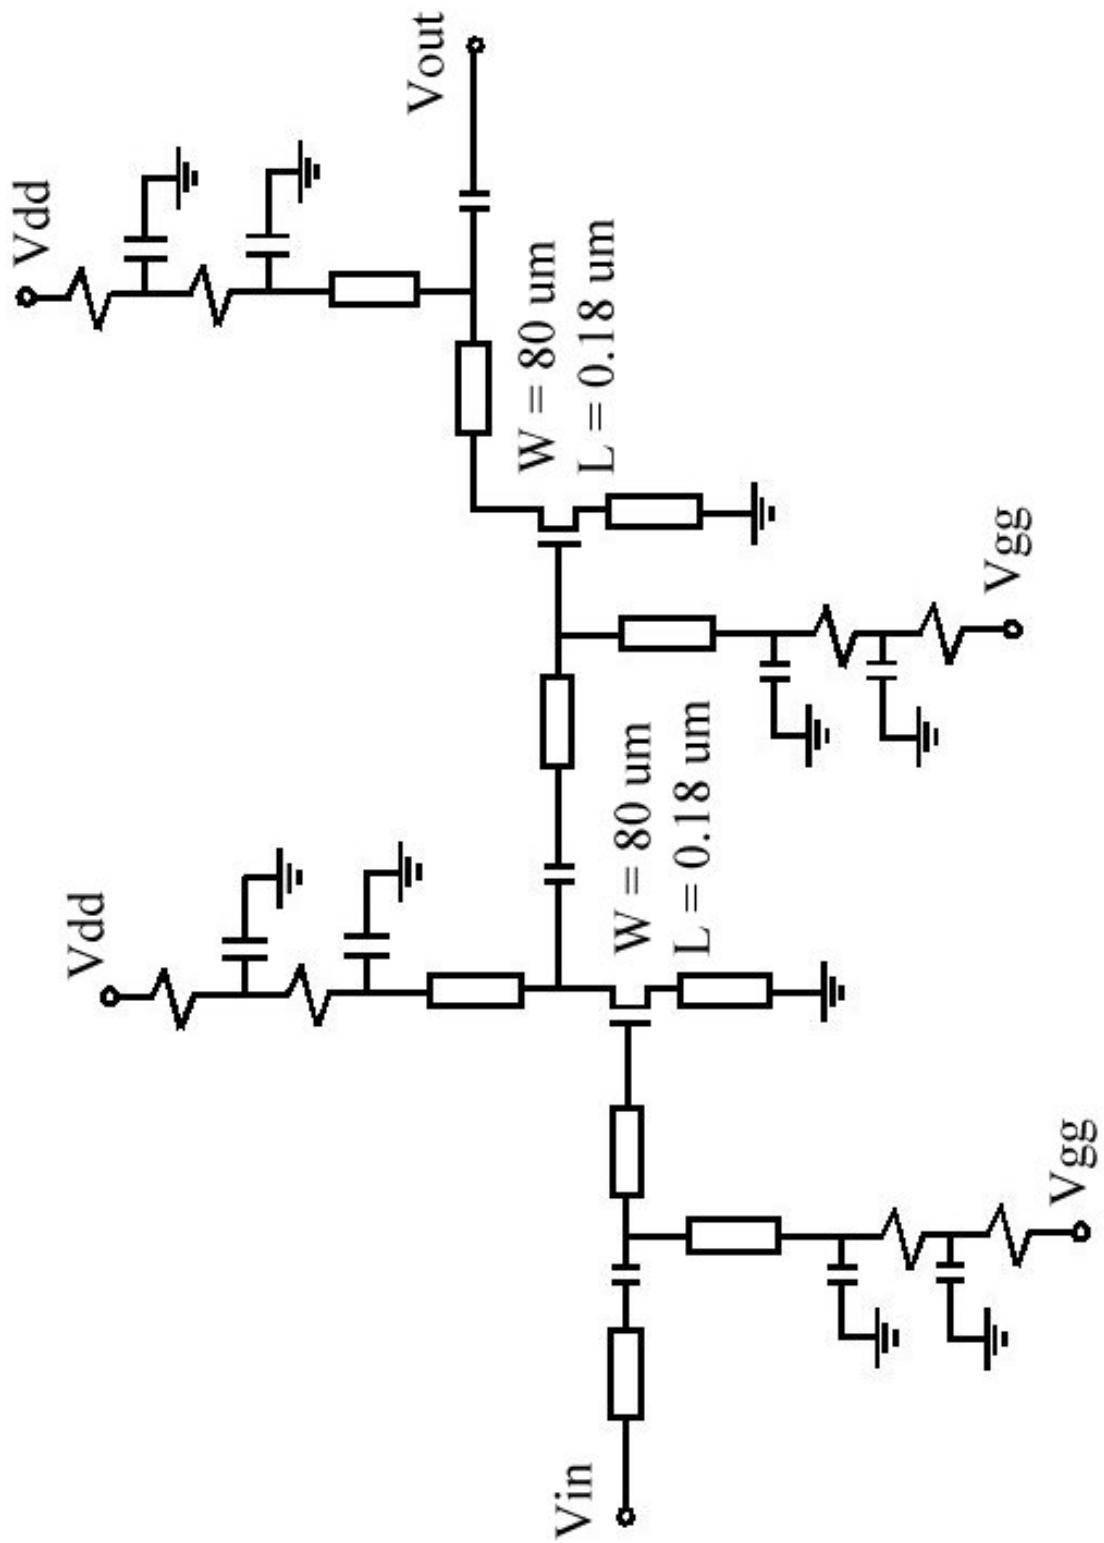 Vdd
Vout
W = 80 um
L = 0.18 um
Vgg
Vdd
W = 80 um
L = 0.18 um
Vgg
Vin